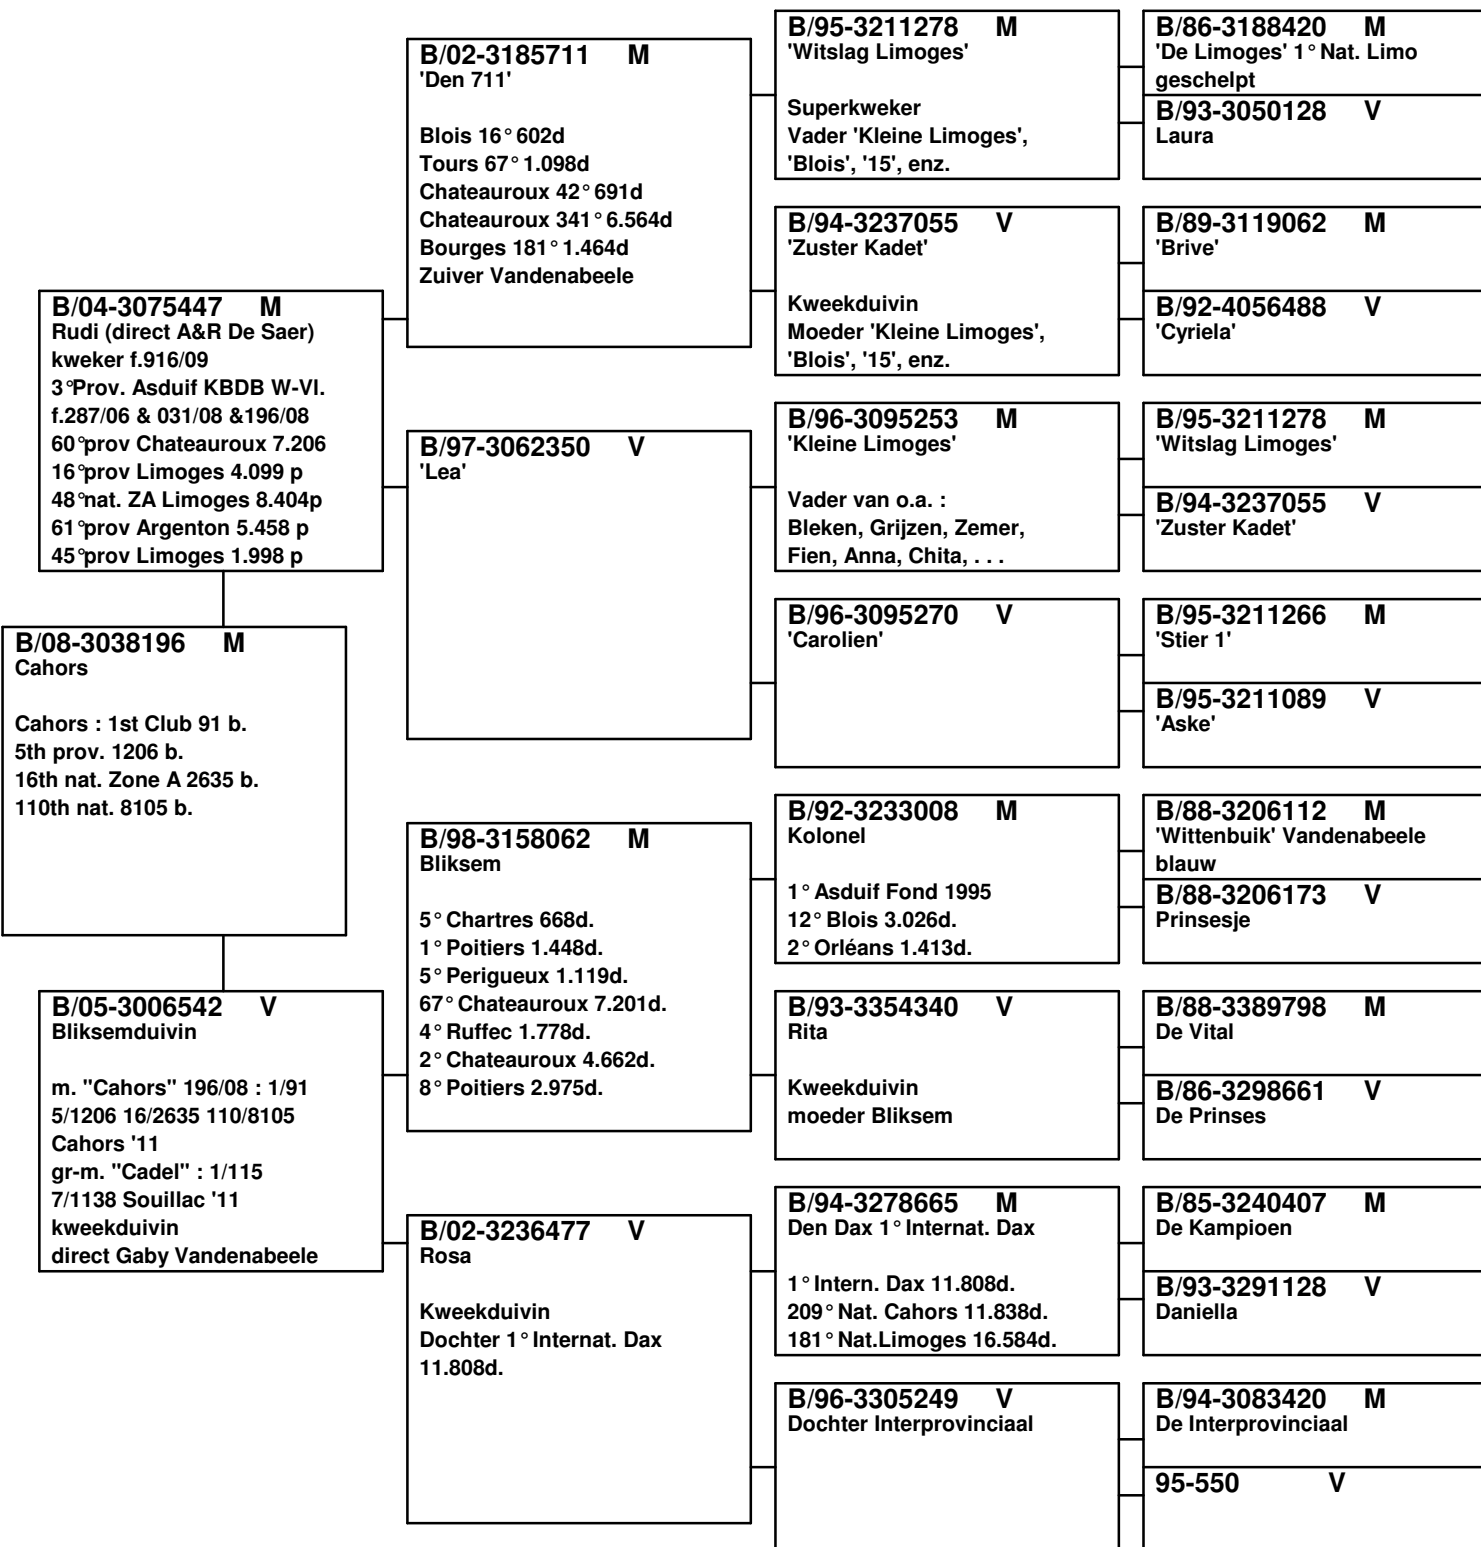 B/08-3038196 M
Cahors
Cahors : 1st Club 91 b.
5th prov. 1206 b.
16th nat. Zone A 2635 b.
110th nat. 8105 b.
B/04-3075447 M
Rudi (direct A&R De Saer)
kweker f.916/09
3°Prov. Asduif KBDB W-Vl.
f.287/06 & 031/08 &196/08
60°prov Chateauroux 7.206
16°prov Limoges 4.099 p
48°nat. ZA Limoges 8.404p
61°prov Argenton 5.458 p
45°prov Limoges 1.998 p
B/05-3006542 V
Bliksemduivin
m. "Cahors" 196/08 : 1/91
5/1206 16/2635 110/8105
Cahors '11
gr-m. "Cadel" : 1/115
7/1138 Souillac '11
kweekduivin
direct Gaby Vandenabeele
B/02-3185711 M
'Den 711'
Blois 16° 602d
Tours 67° 1.098d
Chateauroux 42° 691d
Chateauroux 341° 6.564d
Bourges 181° 1.464d
Zuiver Vandenabeele
B/97-3062350 V
'Lea'
B/98-3158062 M
Bliksem
5° Chartres 668d.
1° Poitiers 1.448d.
5° Perigueux 1.119d.
67° Chateauroux 7.201d.
4° Ruffec 1.778d.
2° Chateauroux 4.662d.
8° Poitiers 2.975d.
B/02-3236477 V
Rosa
Kweekduivin
Dochter 1° Internat. Dax
11.808d.
B/95-3211278 M
'Witslag Limoges'
Superkweker
Vader 'Kleine Limoges',
'Blois', '15', enz.
B/94-3237055 V
'Zuster Kadet'
Kweekduivin
Moeder 'Kleine Limoges',
'Blois', '15', enz.
B/96-3095253 M
'Kleine Limoges'
Vader van o.a. :
Bleken, Grijzen, Zemer,
Fien, Anna, Chita, . . .
B/96-3095270 V
'Carolien'
B/92-3233008 M
Kolonel
1° Asduif Fond 1995
12° Blois 3.026d.
2° Orléans 1.413d.
B/93-3354340 V
Rita
Kweekduivin
moeder Bliksem
B/94-3278665 M
Den Dax 1° Internat. Dax
1° Intern. Dax 11.808d.
209° Nat. Cahors 11.838d.
181° Nat.Limoges 16.584d.
B/96-3305249 V
Dochter Interprovinciaal
B/86-3188420 M
'De Limoges' 1° Nat. Limo
geschelpt
B/93-3050128 V
Laura
B/89-3119062 M
'Brive'
B/92-4056488 V
'Cyriela'
B/95-3211278 M
'Witslag Limoges'
B/94-3237055 V
'Zuster Kadet'
B/95-3211266 M
'Stier 1'
B/95-3211089 V
'Aske'
B/88-3206112 M
'Wittenbuik' Vandenabeele
blauw
B/88-3206173 V
Prinsesje
B/88-3389798 M
De Vital
B/86-3298661 V
De Prinses
B/85-3240407 M
De Kampioen
B/93-3291128 V
Daniella
B/94-3083420 M
De Interprovinciaal
95-550 V